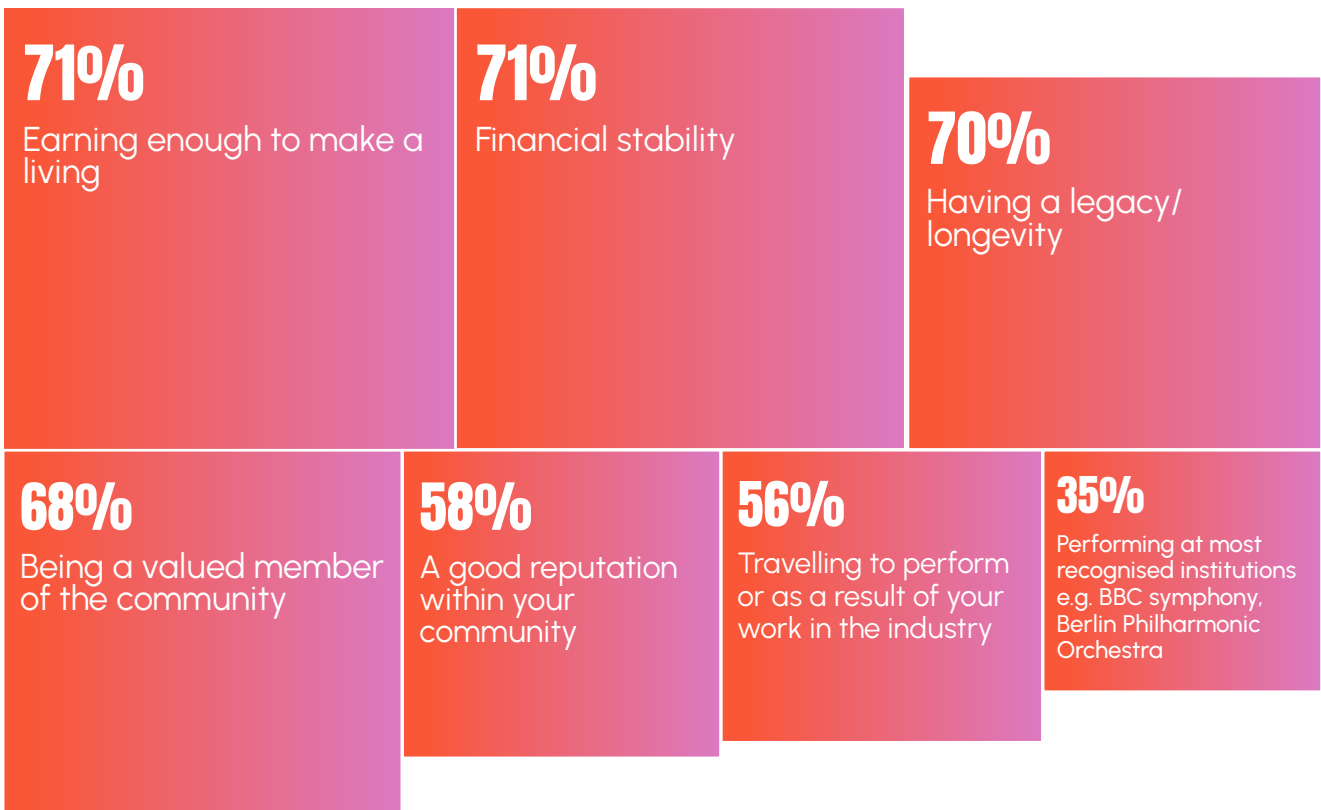 71%
Earning enough to make a
living
71%
Financial stability
70%
Having a legacy/
longevity
68%
Being a valued member
of the community
58%
A good reputation
within your
community
56%
Travelling to perform
or as a result of your
work in the industry
35%
Performing at most
recognised institutions
e.g. BBC symphony,
Berlin Philharmonic
Orchestra